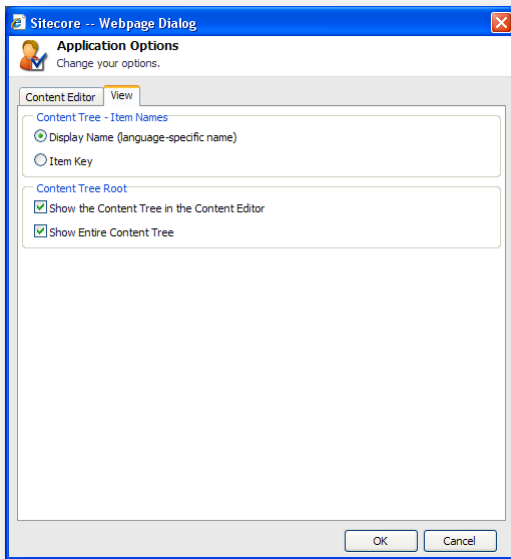 Sitecore -- Webpage Dialog
Application Options
Change your options.
Content Editor View
Content Tree - Item Names
Display Name (language-specific name)
Item Key
Content Tree Root
Show the Content Tree in the Content Editor
Show Entire Content Tree
OK Cancel